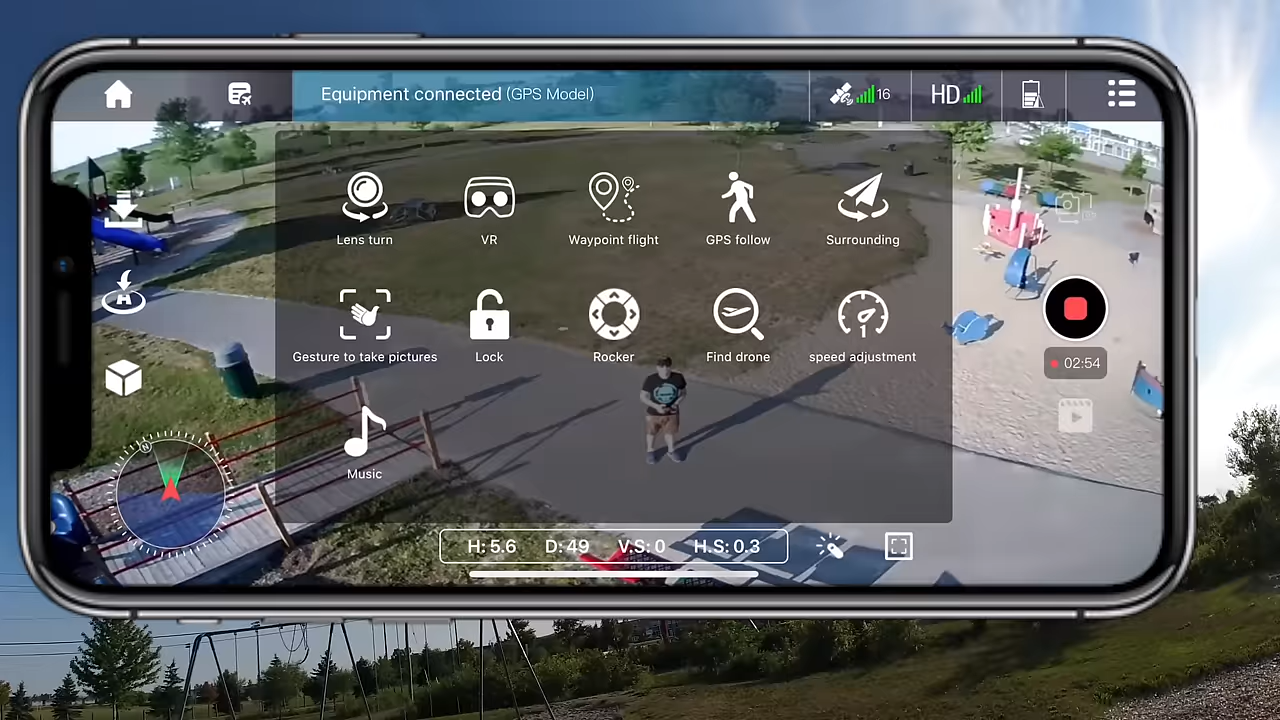 Equipment connected (GPS Model)
16
HD
Lens turn
VR
Waypoint flight
GPS follow
Surrounding
Gesture to take pictures
Lock
Rocker
Find drone
speed adjustment
Music
02:54
N
H: 5.6 D: 49 V.S: 0 H.S: 0.3